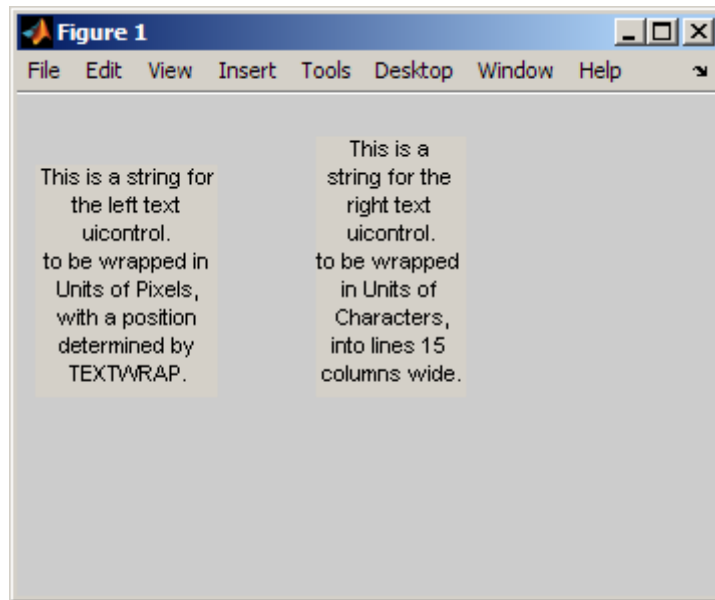 Figure 1
File Edit View Insert Tools Desktop Window Help
This is a string for
the left text
uicontrol.
to be wrapped in
Units of Pixels,
with a position
determined by
TEXTWRAP.
This is a
string for the
right text
uicontrol.
to be wrapped
in Units of
Characters,
into lines 15
columns wide.